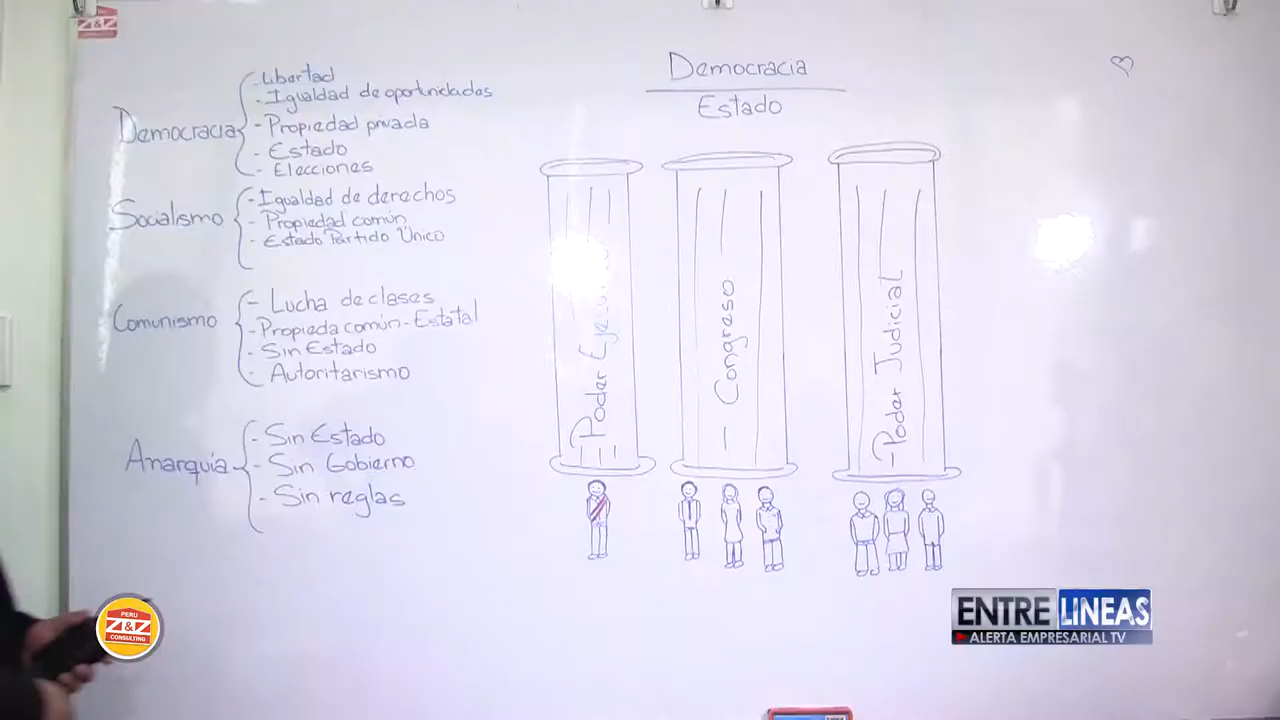 Z&Z
Democracia
- Libertad
- Igualdad de oportunidades
- Propiedad privada
- Estado
- Elecciones
Socialismo
- Igualdad de derechos
- Propiedad común
- Estado Partido Único
Comunismo
- Lucha de clases
- Propieda común - Estatal
- Sin Estado
- Autoritarismo
Anarquía
- Sin Estado
- Sin Gobierno
- Sin reglas
Democracia
Estado
Poder
Congreso
Poder Judicial
PERU
Z&Z
CONSULTING
ENTRE LINEAS
ALERTA EMPRESARIAL TV